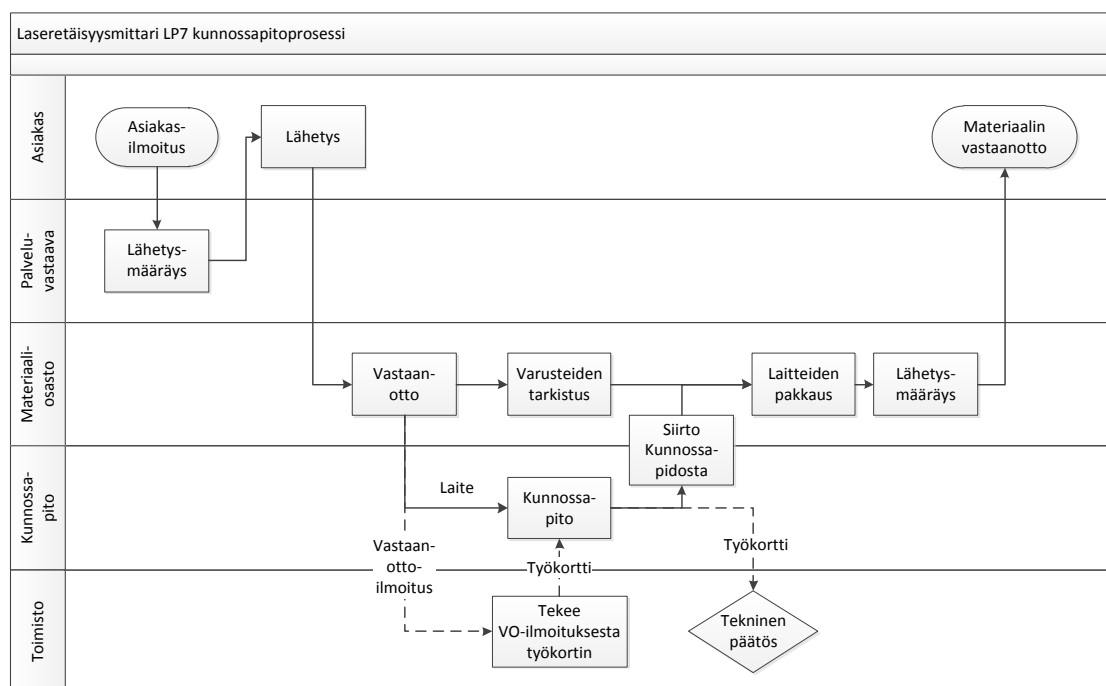 Laseretäisyysmittari LP7 kunnossapitoprosessi
Asiakas
Asiakas-
ilmoitus
Lähetys
Materiaalin
vastaanotto
Palvelu-
vastaava
Lähetys-
määräys
Materiaali-
osasto
Vastaan-
otto
Varusteiden
tarkistus
Laitteiden
pakkaus
Lähetys-
määräys
Siirto
Kunnossa-
pidosta
Kunnossa-
pito
Laite
Kunnossa-
pito
Vastaan-
otto-
ilmoitus
Työkortti
Työkortti
Toimisto
Tekee
VO-ilmoituksesta
työkortin
Tekninen
päätös